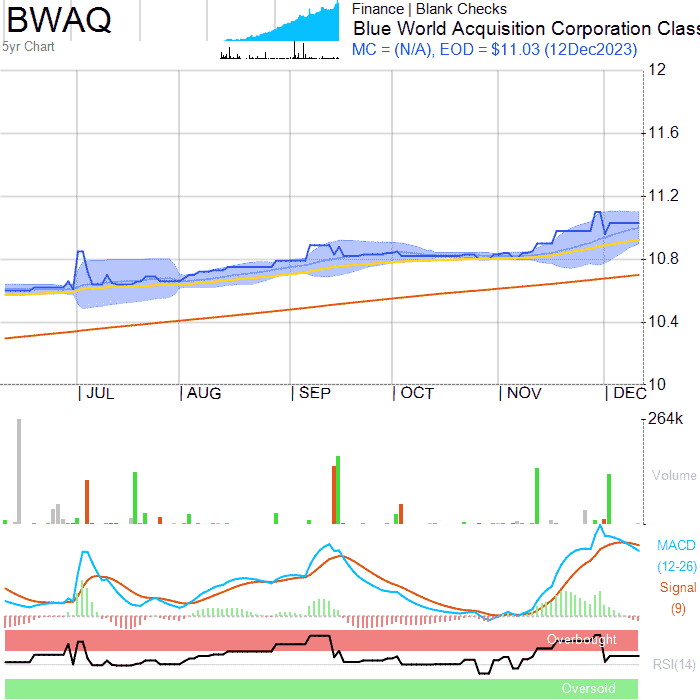 BWAQ
5yr Chart
Finance | Blank Checks
Blue World Acquisition Corporation Class
MC = (N/A), EOD = $11.03 (12Dec2023)
12
11.6
11.2
10.8
10.4
10
| JUL | AUG | SEP | OCT | NOV | DEC
264k
Volume
MACD
(12-26)
Signal
(9)
Overbought
RSI(14)
Oversold